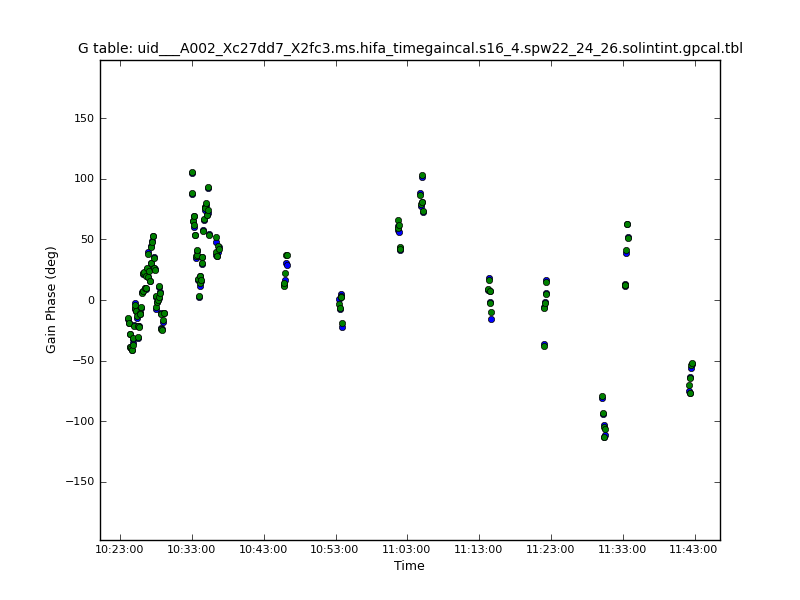 G table: uid___A002_Xc27dd7_X2fc3.ms.hifa_timegaincal.s16_4.spw22_24_26.solintint.gpcal.tbl
150
100
50
0
−50
−100
−150
Gain Phase (deg)
10:23:00 10:33:00 10:43:00 10:53:00 11:03:00 11:13:00 11:23:00 11:33:00 11:43:00
Time